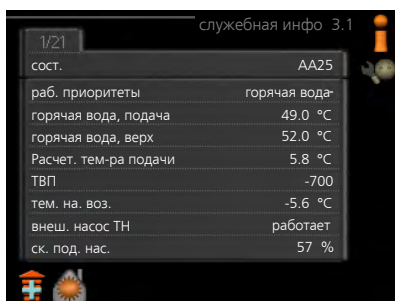 служебная инфо 3.1
1/21
сост. AA25
раб. приоритеты горячая вода-
горячая вода, подача 49.0 °C
горячая вода, верх 52.0 °C
Расчет. тем-ра подачи 5.8 °C
ТВП -700
тем. на. воз. -5.6 °C
внеш. насос ТН работает
ск. под. нас. 57 %